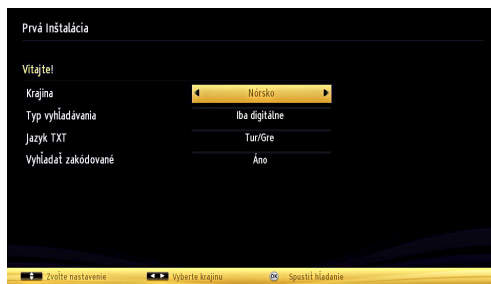 Prvá Inštalácia
Vitajte!
Krajina Nórsko
Typ vyhľadávania Iba digitálne
Jazyk TXT Tur/Gre
Vyhľadať zakódované Áno
Zvoľte nastavenie Vyberte krajinu OK Spustiť hľadanie